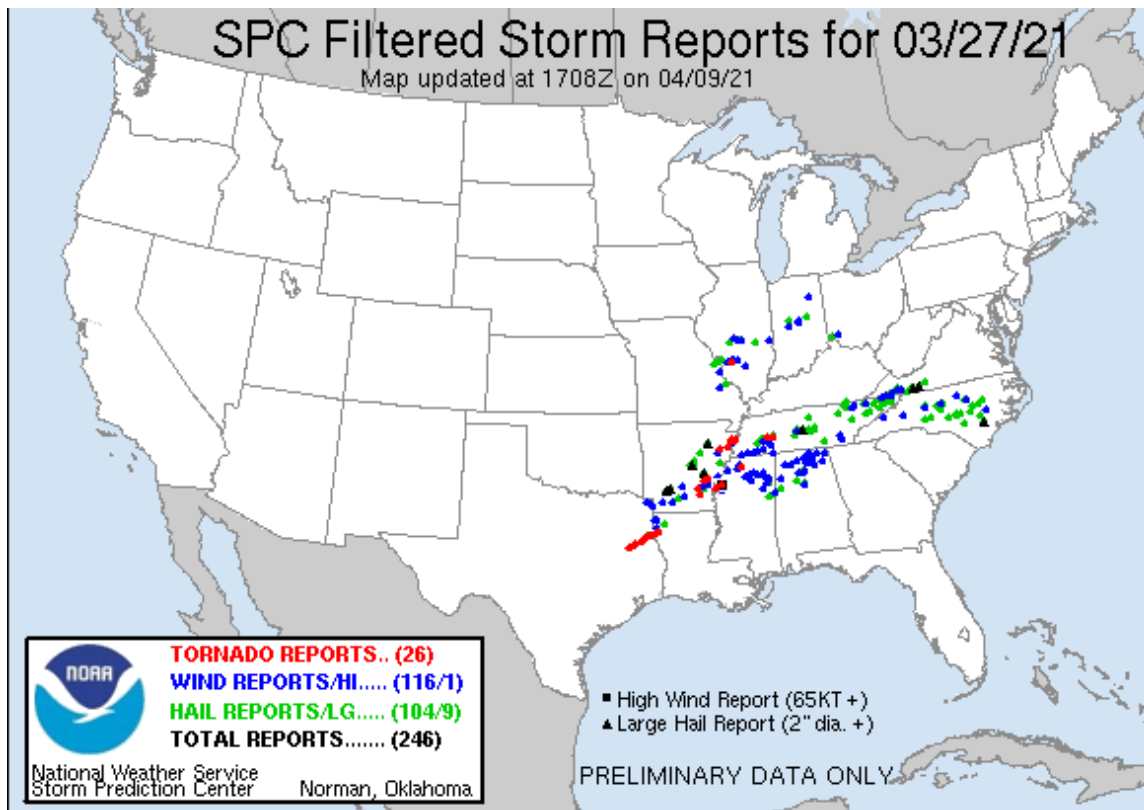 SPC Filtered Storm Reports for 03/27/21
Map updated at 1708Z on 04/09/21
NOAA
TORNADO REPORTS.. (26)
WIND REPORTS/HI..... (116/1)
HAIL REPORTS/LG..... (104/9)
TOTAL REPORTS....... (246)
National Weather Service
Storm Prediction Center Norman, Oklahoma
High Wind Report (65KT +)
Large Hail Report (2" dia. +)
PRELIMINARY DATA ONLY